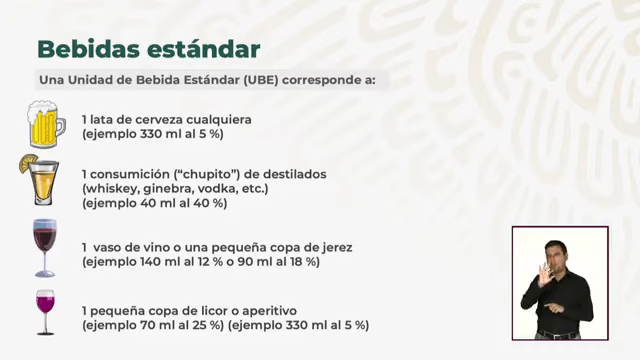 Bebidas estándar
Una Unidad de Bebida Estándar (UBE) corresponde a:
1 lata de cerveza cualquiera
(ejemplo 330 ml al 5 %)
1 consumición (“chupito”) de destilados
(whiskey, ginebra, vodka, etc.)
(ejemplo 40 ml al 40 %)
1 vaso de vino o una pequeña copa de jerez
(ejemplo 140 ml al 12 % o 90 ml al 18 %)
1 pequeña copa de licor o aperitivo
(ejemplo 70 ml al 25 %) (ejemplo 330 ml al 5 %)